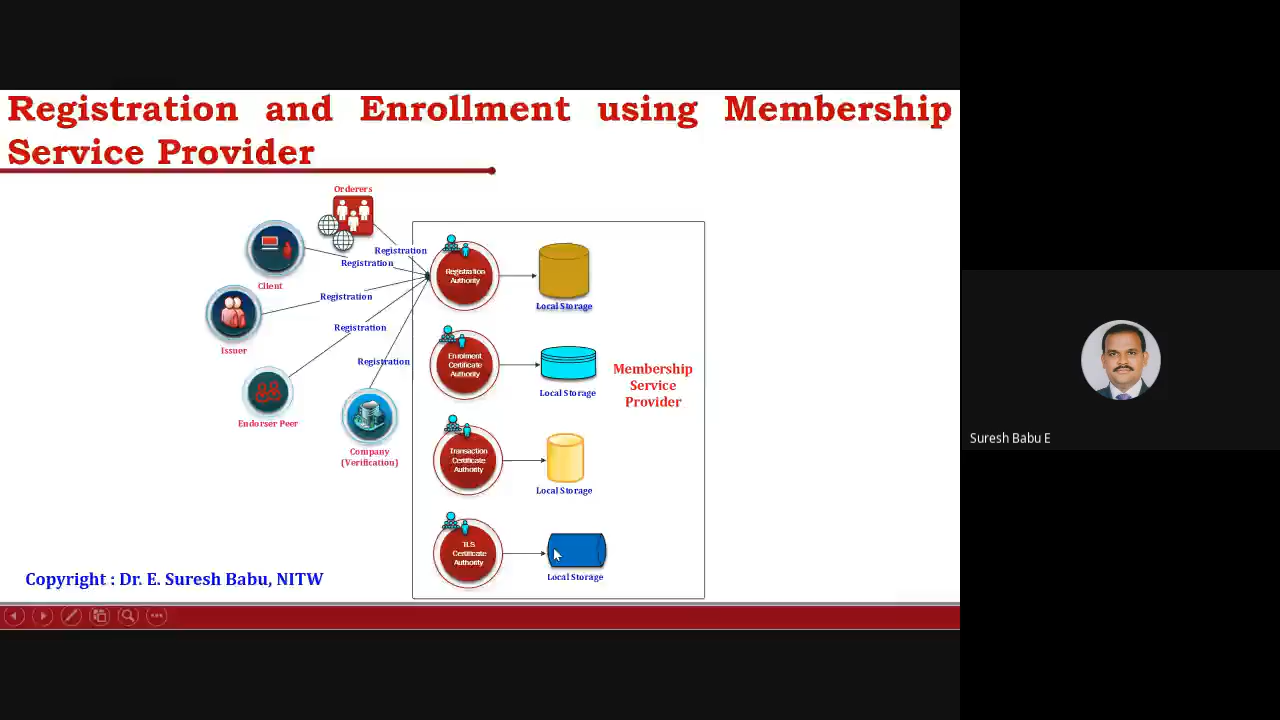 Registration and Enrollment using Membership
Service Provider
Orderers
Registration
Registration
Client
Registration
Issuer
Registration
Registration
Endorser Peer
Company
(Verification)
Registration
Authority
Local Storage
Enrolment
Certificate
Authority
Local Storage
Membership
Service
Provider
Transaction
Certificate
Authority
Local Storage
TLS
Certificate
Authority
Local Storage
Copyright : Dr. E. Suresh Babu, NITW
Suresh Babu E